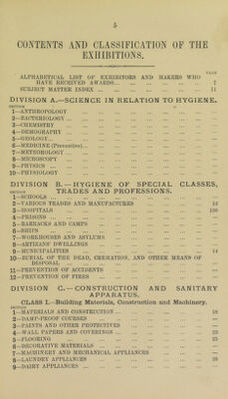 5
CONTENTS AND CLASSIFICATION OF THE
EXHIBITIONS.
PAGE
ALPHABETICAL LIST OF EXHIBITORS AND MAKERS WHO
HAVE RECEIVED AWARDS... 7
SUBJECT MATTER INDEX ... 11
DIVISION A.—SCIENCE IN RELATION TO HYGIENE.
SECTION
1—ANTHROPOLOGY
2—BACTERIOLOGY
3—CHEMISTRY
4—DEMOGRAPHY
5—GEOLOGY...
6—MEDICINE (Preventive)...
7—METEOROLOGY
8—MICROSCOPY
9—PHYSICS
10—PHYSIOLOGY
DIVISION B.—HYGIENE OF SPECIAL CLASSES,
TRADES AND PROFESSIONS.
SECTION
1—SCHOOLS
2—VARIOUS TRADES AND MANUFACTURES
3—HOSPITALS
4—PRISONS
5—BARRACKS AND CAMPS
6—SHIPS
7—WORKHOUSES AND ASYLUMS
8—ARTIZANS' DWELLINGS
9—MUNICIPALITIES
10—BURIAL OF THE DEAD, CREMATION, AND OTHER MEANS OF
DISPOSAL
11—PREVENTION OF ACCIDENTS
12—PREVENTION OF FIRES
DIVISION C.—CONSTRUCTION AND SANITARY
APPARATUS.
CLASS I.—Building Materials, Construction and Machinery.
SECTION
1—MATERIALS AND CONSTRUCTION
2—DAMP-PROOF COURSES
3—PAINTS AND OTHER PROTECTIVES
4—WALL PAPERS AND COVERINGS
5—FLOORING
6—DECORATIVE MATERIALS
7—MACHINERY AND MECHANICAL APPLIANCES
8—LAUNDRY APPLIANCES
9—DAIRY APPLIANCES